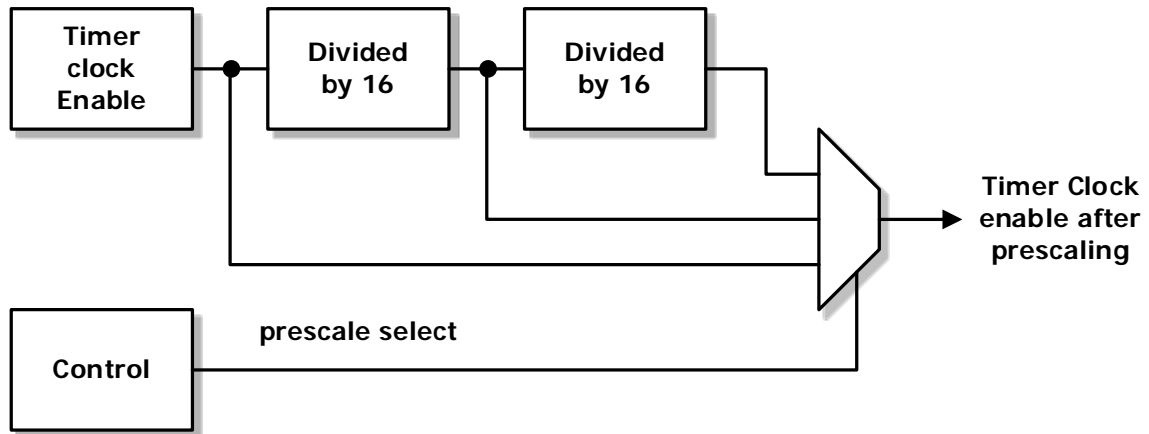 Timer
clock
Enable
Divided
by 16
Divided
by 16
Timer Clock
enable after
prescaling
prescale select
Control